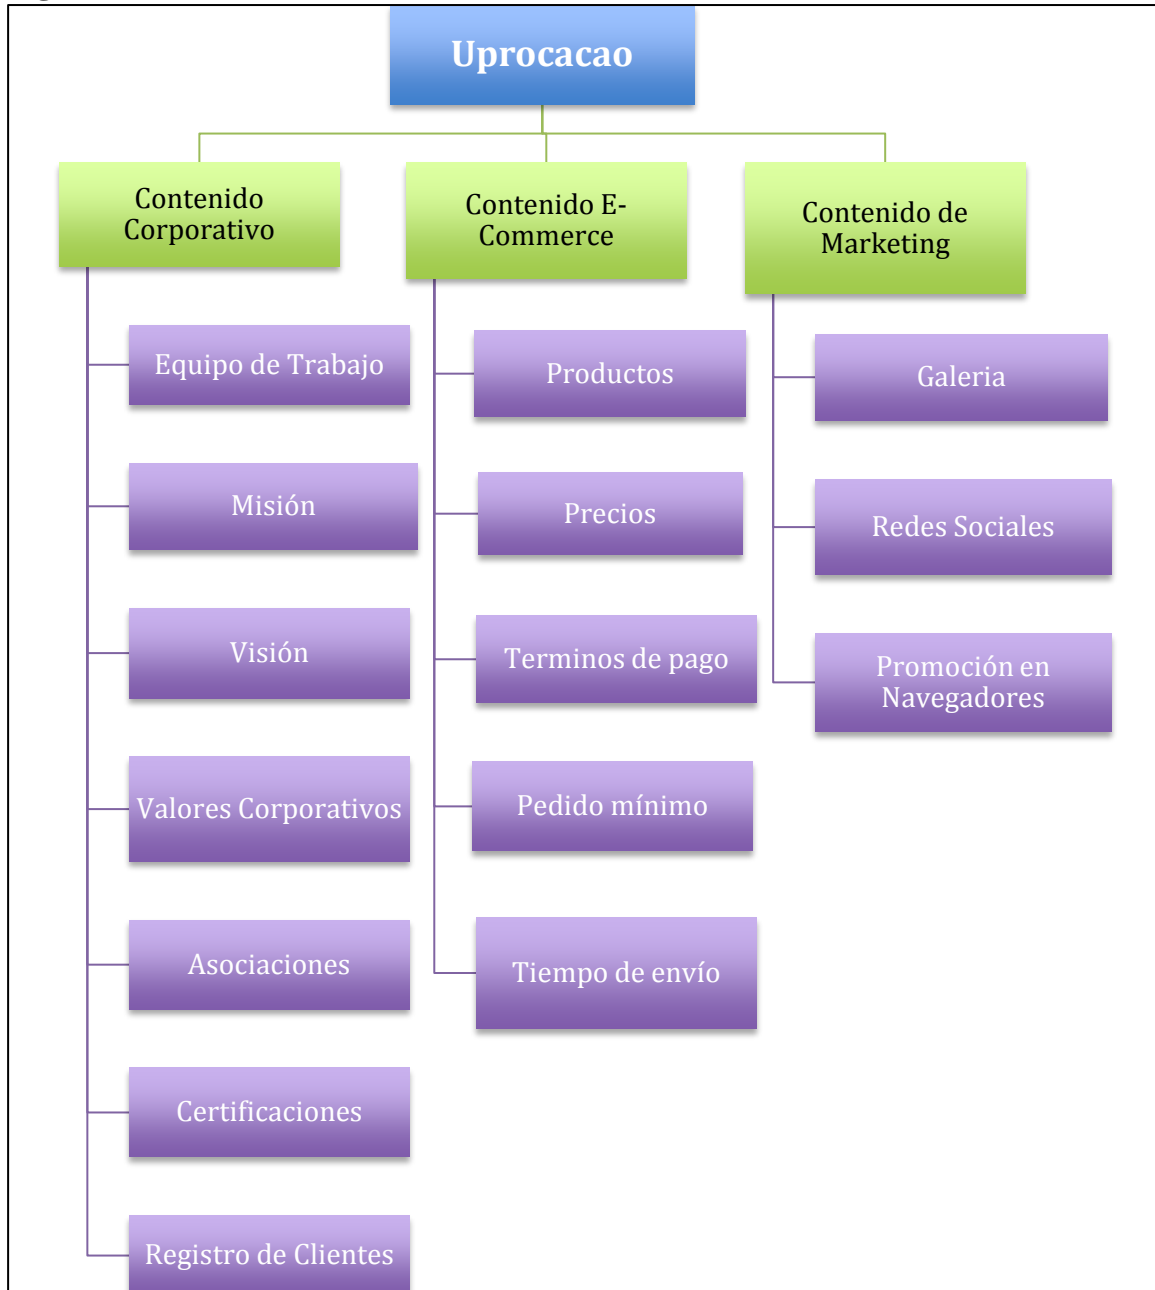 Uprocacao
Contenido
Corporativo
Equipo de Trabajo
Misión
Visión
Valores Corporativos
Asociaciones
Certificaciones
Registro de Clientes
Contenido E-
Commerce
Productos
Precios
Terminos de pago
Pedido mínimo
Tiempo de envío
Contenido de
Marketing
Galeria
Redes Sociales
Promoción en
Navegadores